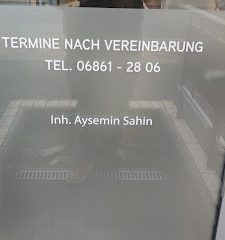 TERMINE NACH VEREINBARUNG
TEL. 06861 - 28 06
Inh. Aysemin Sahin